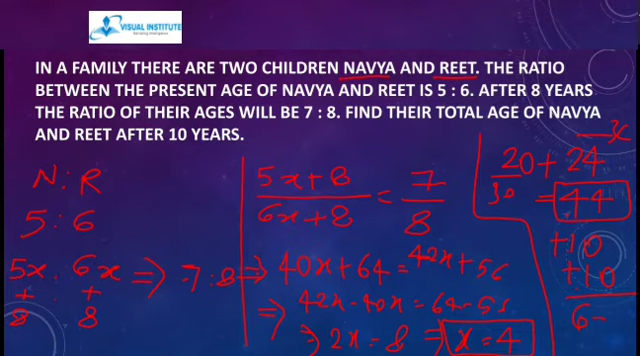 VISUAL INSTITUTE
IN A FAMILY THERE ARE TWO CHILDREN NAVYA AND REET. THE RATIO
BETWEEN THE PRESENT AGE OF NAVYA AND REET IS 5 : 6. AFTER 8 YEARS
THE RATIO OF THEIR AGES WILL BE 7 : 8. FIND THEIR TOTAL AGE OF NAVYA
AND REET AFTER 10 YEARS.
N : R
5 : 6
5x : 6x ⇒ 7 : 8
+ +
8 8
5x+8 / 6x+8 = 7 / 8
⇒ 40x+64 = 42x+56
⇒ 42x-40x = 64-56
⇒ 2x = 8 ⇒ x = 4
20 + 24
30
= 44
+10
+10
6